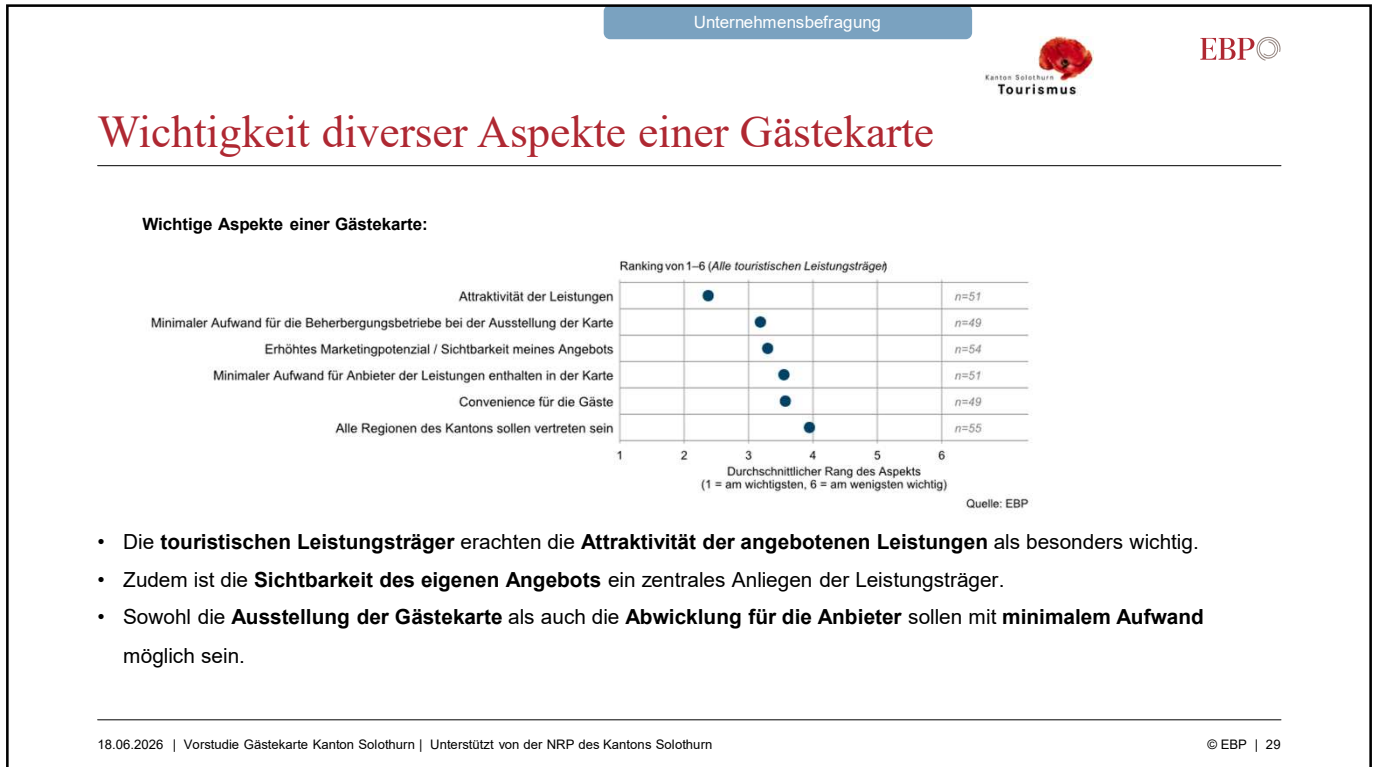 Unternehmensbefragung
Kanton Solothurn
Tourismus
EBP
Wichtigkeit diverser Aspekte einer Gästekarte
Wichtige Aspekte einer Gästekarte:
Ranking von 1–6 (Alle touristischen Leistungsträger)
Attraktivität der Leistungen n=51
Minimaler Aufwand für die Beherbergungsbetriebe bei der Ausstellung der Karte n=49
Erhöhtes Marketingpotenzial / Sichtbarkeit meines Angebots n=54
Minimaler Aufwand für Anbieter der Leistungen enthalten in der Karte n=51
Convenience für die Gäste n=49
Alle Regionen des Kantons sollen vertreten sein n=55
1 2 3 4 5 6
Durchschnittlicher Rang des Aspekts
(1 = am wichtigsten, 6 = am wenigsten wichtig)
Quelle: EBP
• Die touristischen Leistungsträger erachten die Attraktivität der angebotenen Leistungen als besonders wichtig.
• Zudem ist die Sichtbarkeit des eigenen Angebots ein zentrales Anliegen der Leistungsträger.
• Sowohl die Ausstellung der Gästekarte als auch die Abwicklung für die Anbieter sollen mit minimalem Aufwand
möglich sein.
18.06.2026 | Vorstudie Gästekarte Kanton Solothurn | Unterstützt von der NRP des Kantons Solothurn © EBP | 29